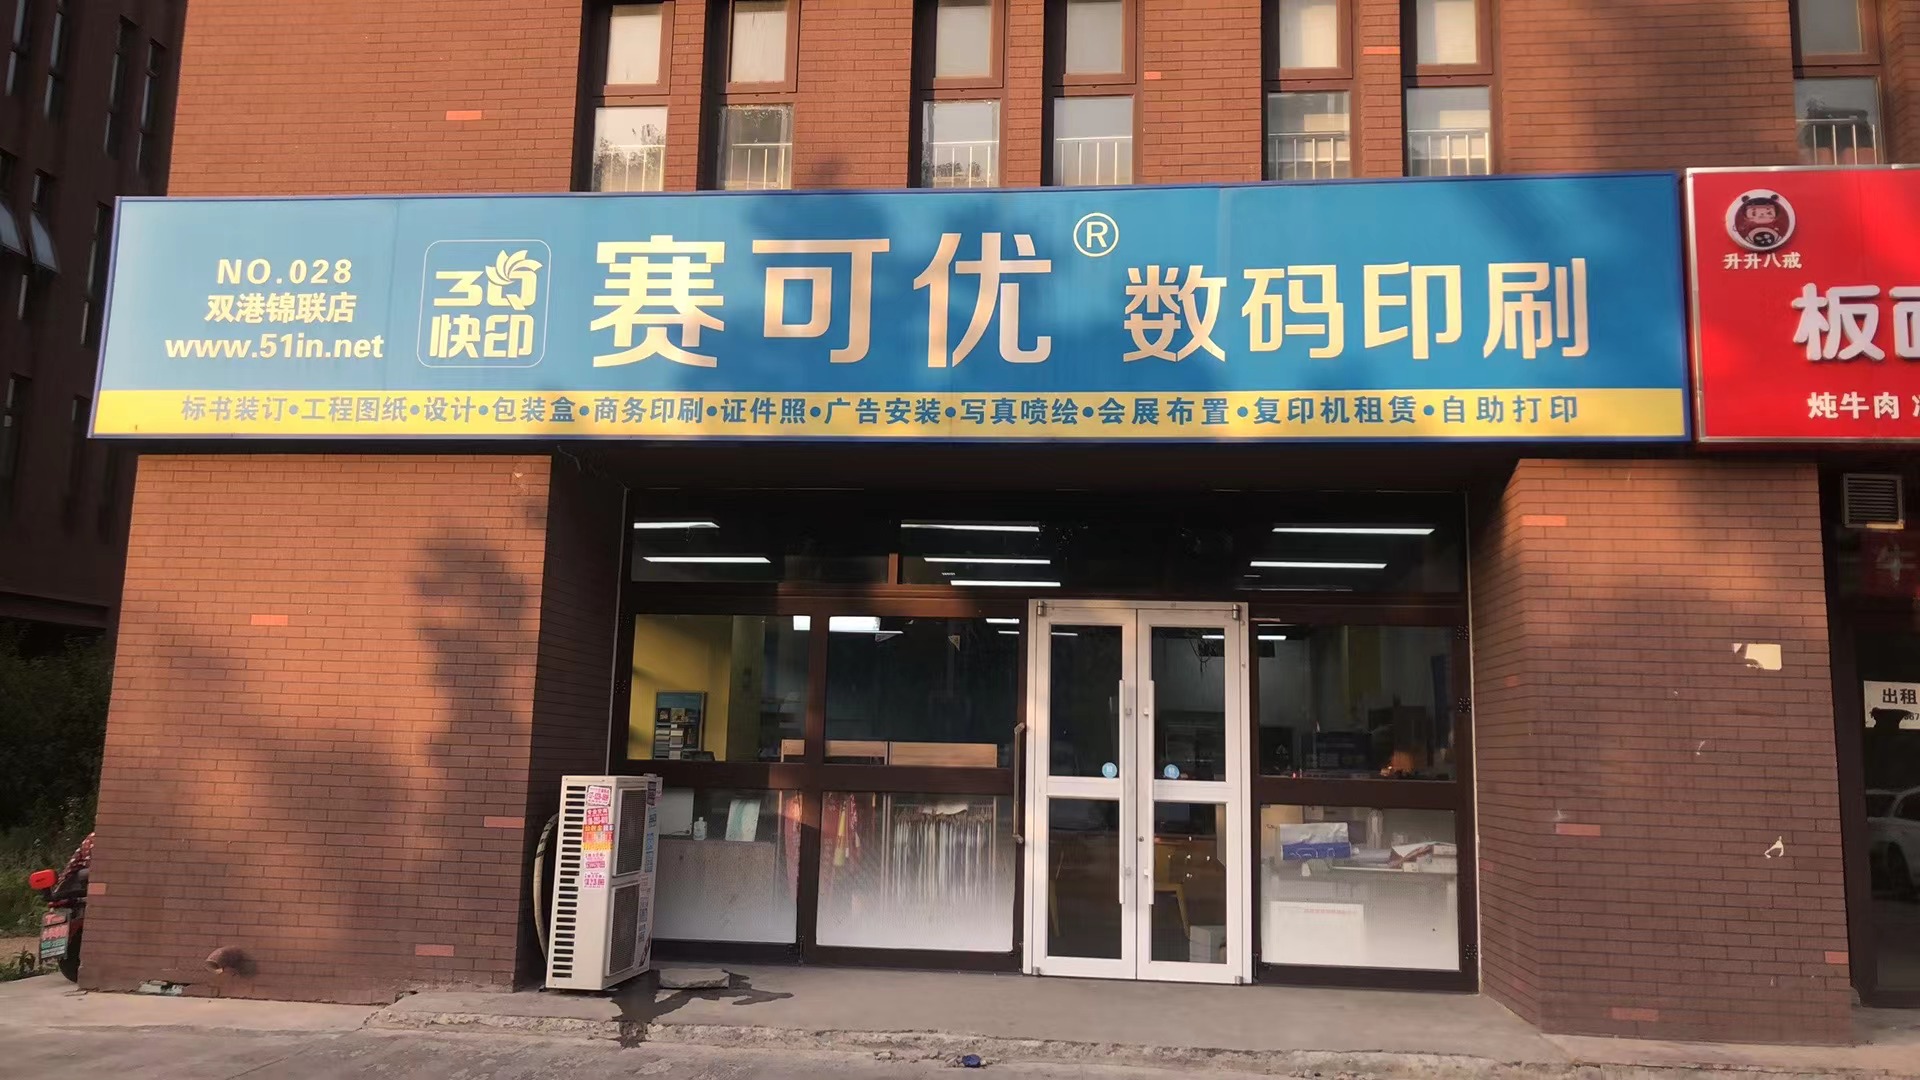 NO.028
双港锦联店
www.51in.net
3Q
快印
赛可优®数码印刷
标书装订•工程图纸•设计•包装盒•商务印刷•证件照•广告安装•写真喷绘•会展布置•复印机租赁•自助打印
升升八戒
板面
炖牛肉
牛
出租